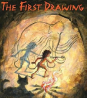 THE FIRST DRAWING